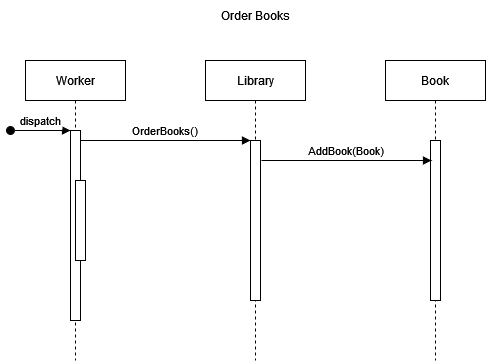 Order Books
Worker
Library
Book
dispatch
OrderBooks()
AddBook(Book)